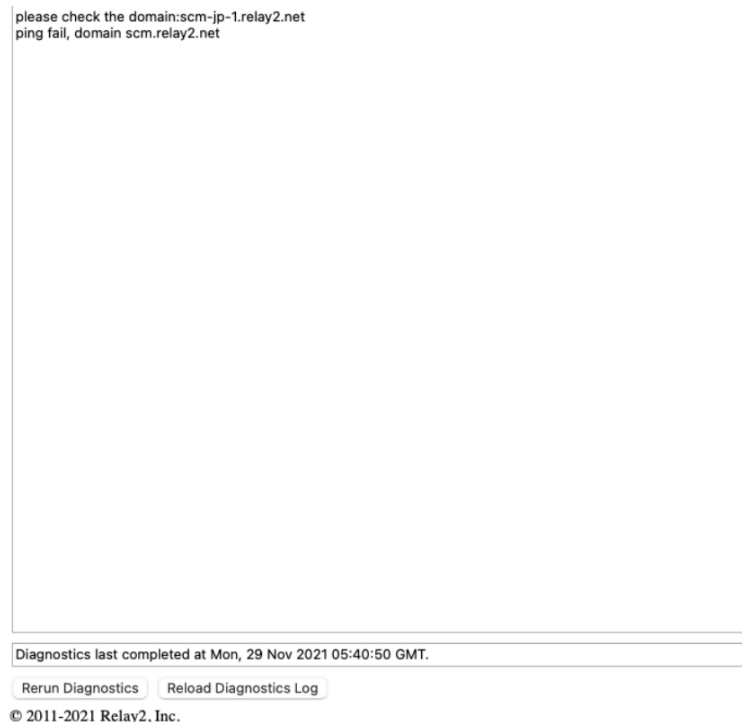 please check the domain:scm-jp-1.relay2.net
ping fail, domain scm.relay2.net
Diagnostics last completed at Mon, 29 Nov 2021 05:40:50 GMT.
Rerun Diagnostics Reload Diagnostics Log
© 2011-2021 Relay2, Inc.